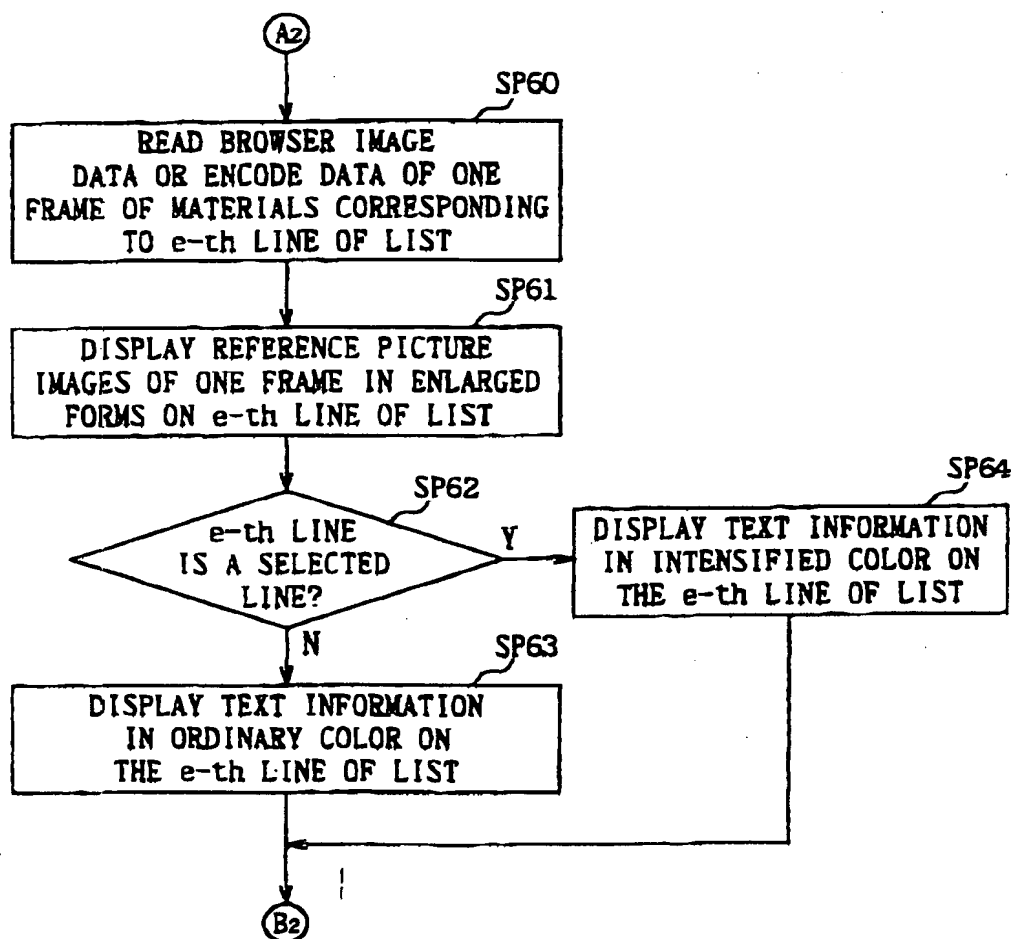 A2
SP60
READ BROWSER IMAGE
DATA OR ENCODE DATA OF ONE
FRAME OF MATERIALS CORRESPONDING
TO e-th LINE OF LIST
SP61
DISPLAY REFERENCE PICTURE
IMAGES OF ONE FRAME IN ENLARGED
FORMS ON e-th LINE OF LIST
SP62
e-th LINE
IS A SELECTED
LINE?
Y
N
SP64
DISPLAY TEXT INFORMATION
IN INTENSIFIED COLOR ON
THE e-th LINE OF LIST
SP63
DISPLAY TEXT INFORMATION
IN ORDINARY COLOR ON
THE e-th LINE OF LIST
B2